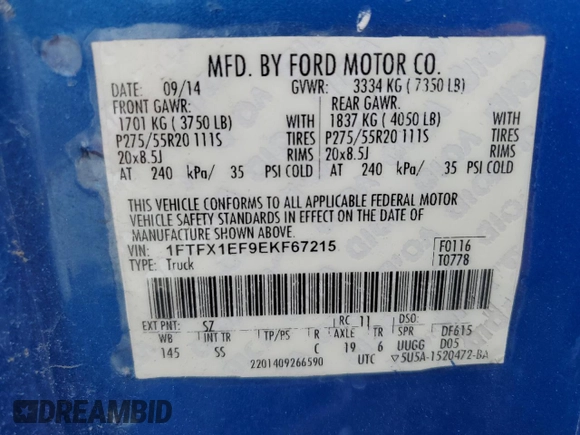 MFD. BY FORD MOTOR CO.
DATE: 09/14 GVWR: 3334 KG ( 7350 LB)
FRONT GAWR: REAR GAWR:
1701 KG ( 3750 LB) WITH 1837 KG ( 4050 LB) WITH
P275/55R20 111S TIRES P275/55R20 111S TIRES
20x8.5J RIMS 20x8.5J RIMS
AT 240 kPa/ 35 PSI COLD AT 240 kPa/ 35 PSI COLD
THIS VEHICLE CONFORMS TO ALL APPLICABLE FEDERAL MOTOR
VEHICLE SAFETY STANDARDS IN EFFECT ON THE DATE OF
MANUFACTURE SHOWN ABOVE.
VIN: 1FTFX1EF9EKF67215 F0116
TYPE: Truck T0778
EXT PNT: SZ RC: 11 DSO:
WB INT TR TP/PS R AXLE TR SPR DF615
145 SS C 19 6 UUGG D05
2201409266590 UTC 5U5A-1520472-BA
DREAMBID